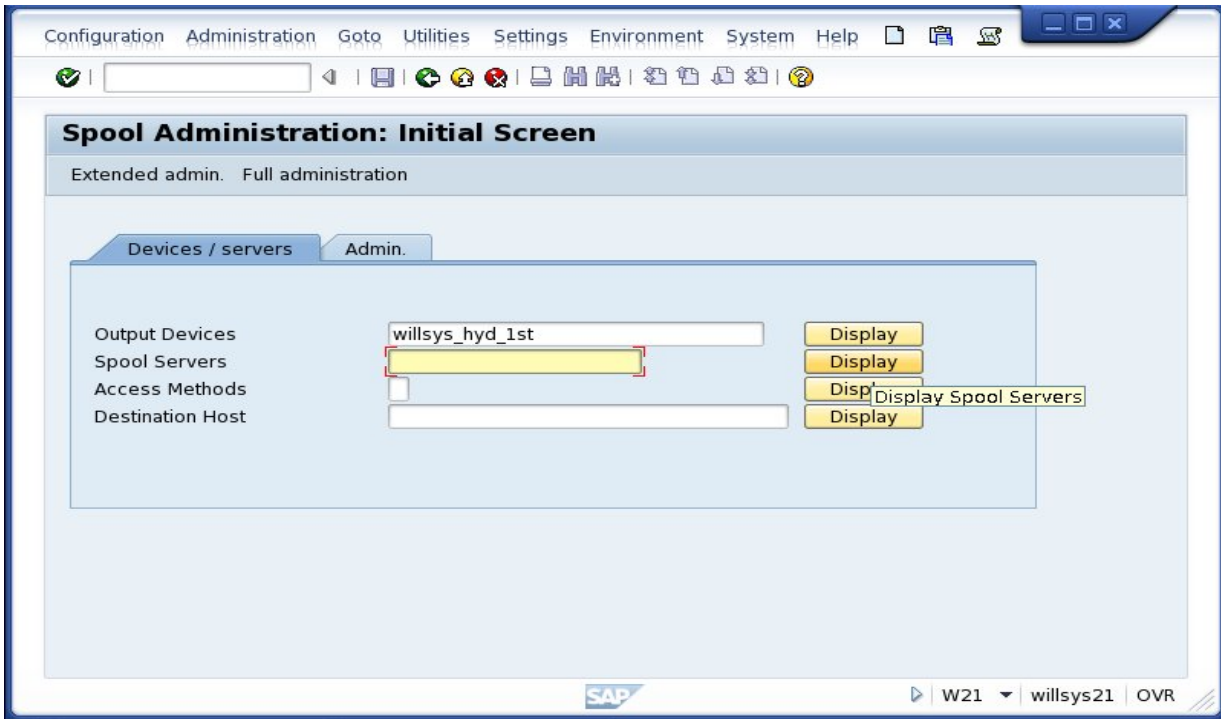 Configuration Administration Goto Utilities Settings Environment System Help
Spool Administration: Initial Screen
Extended admin. Full administration
Devices / servers Admin.
Output Devices willsys_hyd_1st Display
Spool Servers Display
Access Methods Disp
Display Spool Servers
Destination Host Display
SAP W21 willsys21 OVR